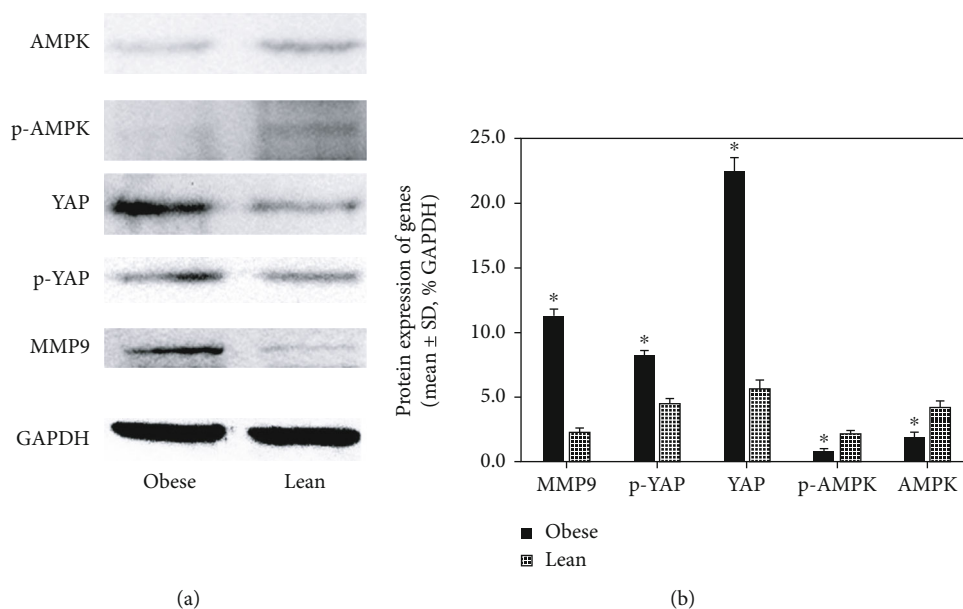 AMPK
p-AMPK
YAP
p-YAP
MMP9
GAPDH
Obese Lean
(a)
Protein expression of genes
(mean ± SD, % GAPDH)
25.0
20.0
15.0
10.0
5.0
0.0
* * * * *
MMP9 p-YAP YAP p-AMPK AMPK
Obese
Lean
(b)